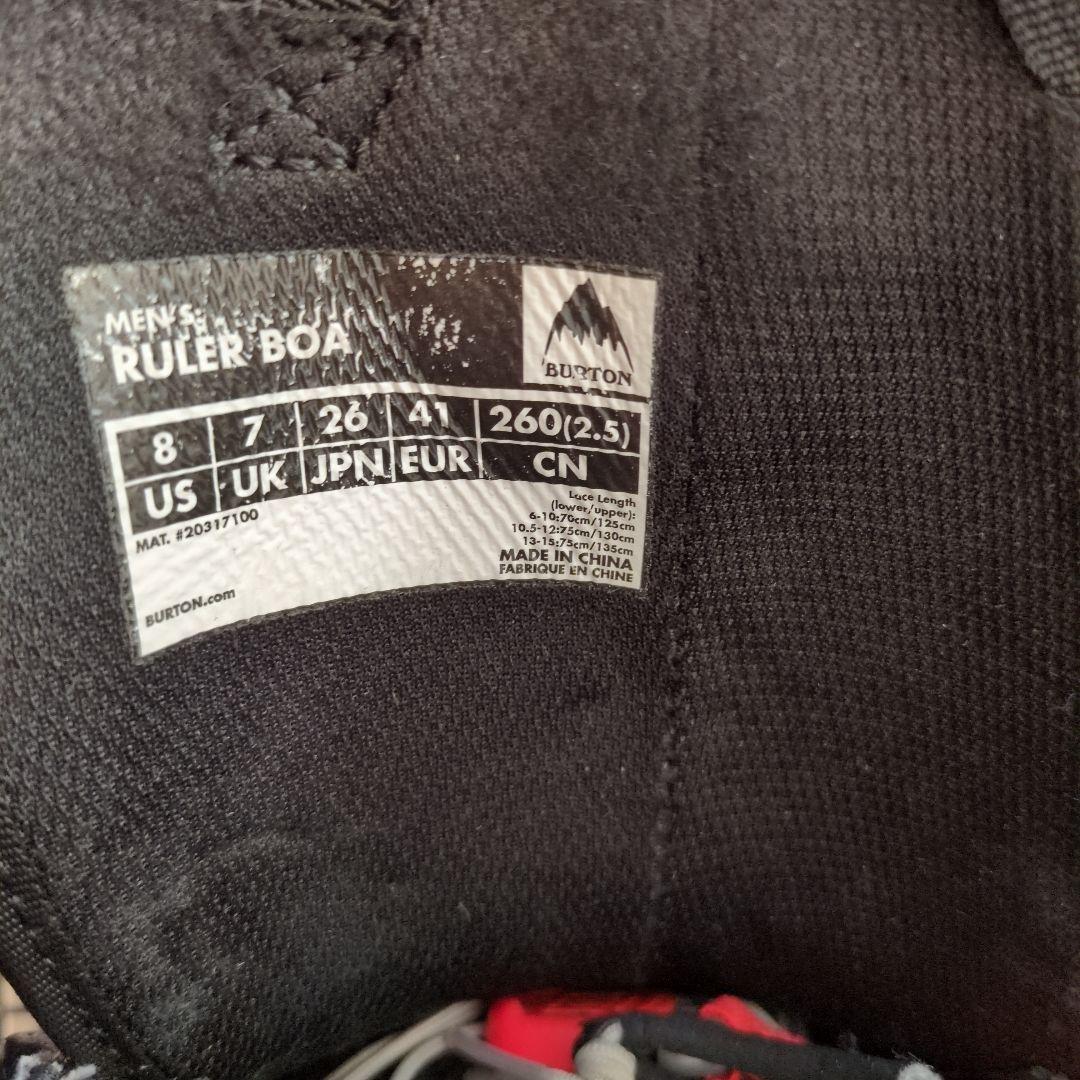 MEN'S
RULER BOA
BURTON
8 7 26 41 260(2.5)
US UK JPN EUR CN
MAT. #20317100
Lace Length
(lower/upper):
6-10:70cm/125cm
10.5-12:75cm/130cm
13-15:75cm/135cm
MADE IN CHINA
FABRIQUE EN CHINE
BURTON.com